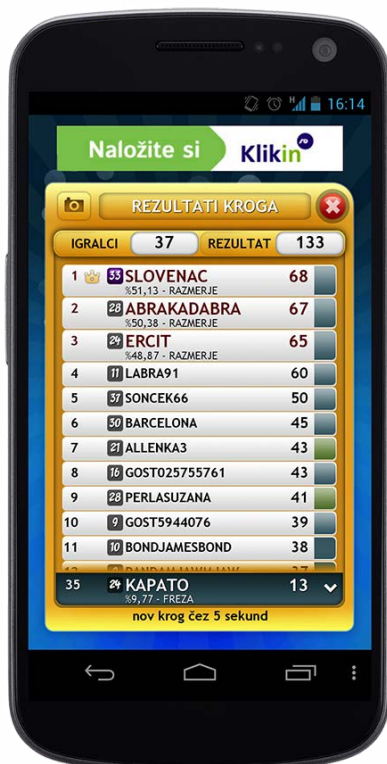 16:14
Naložite si Klikin
REZULTATI KROGA
IGRALCI 37 REZULTAT 133
1 33 SLOVENAC 68
%51,13 - RAZMERJE
2 28 ABRAKADABRA 67
%50,38 - RAZMERJE
3 24 ERCIT 65
%48,87 - RAZMERJE
4 11 LABRA91 60
5 37 SONCEK66 50
6 30 BARCELONA 45
7 21 ALLENKA3 43
8 16 GOST025755761 43
9 28 PERLASUZANA 41
10 9 GOST5944076 39
11 10 BONDJAMESBOND 38
35 24 KAPATO 13
%9,77 - FREZA
nov krog čez 5 sekund